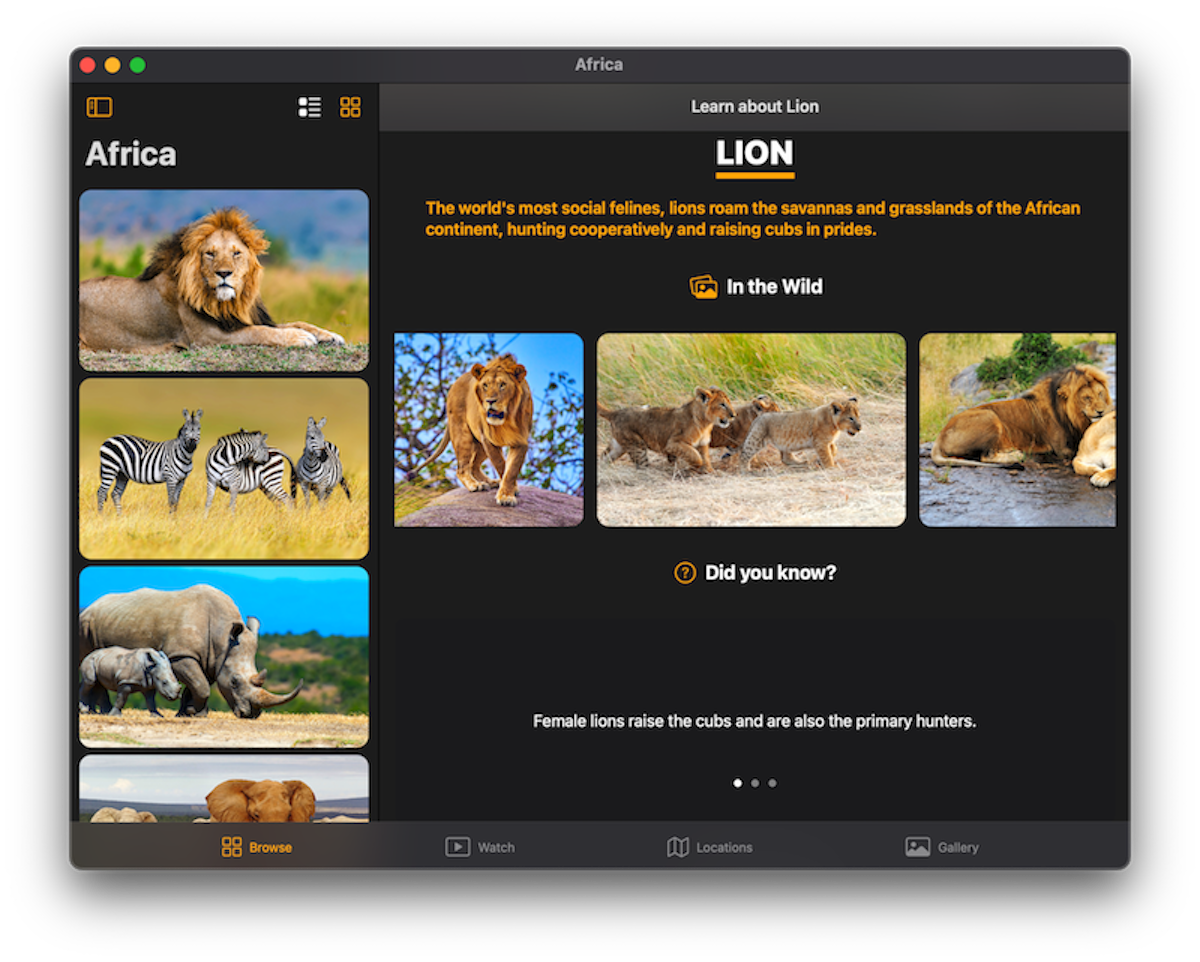 Africa
Learn about Lion
Africa
LION
The world's most social felines, lions roam the savannas and grasslands of the African
continent, hunting cooperatively and raising cubs in prides.
In the Wild
? Did you know?
Female lions raise the cubs and are also the primary hunters.
Browse
Watch
Locations
Gallery